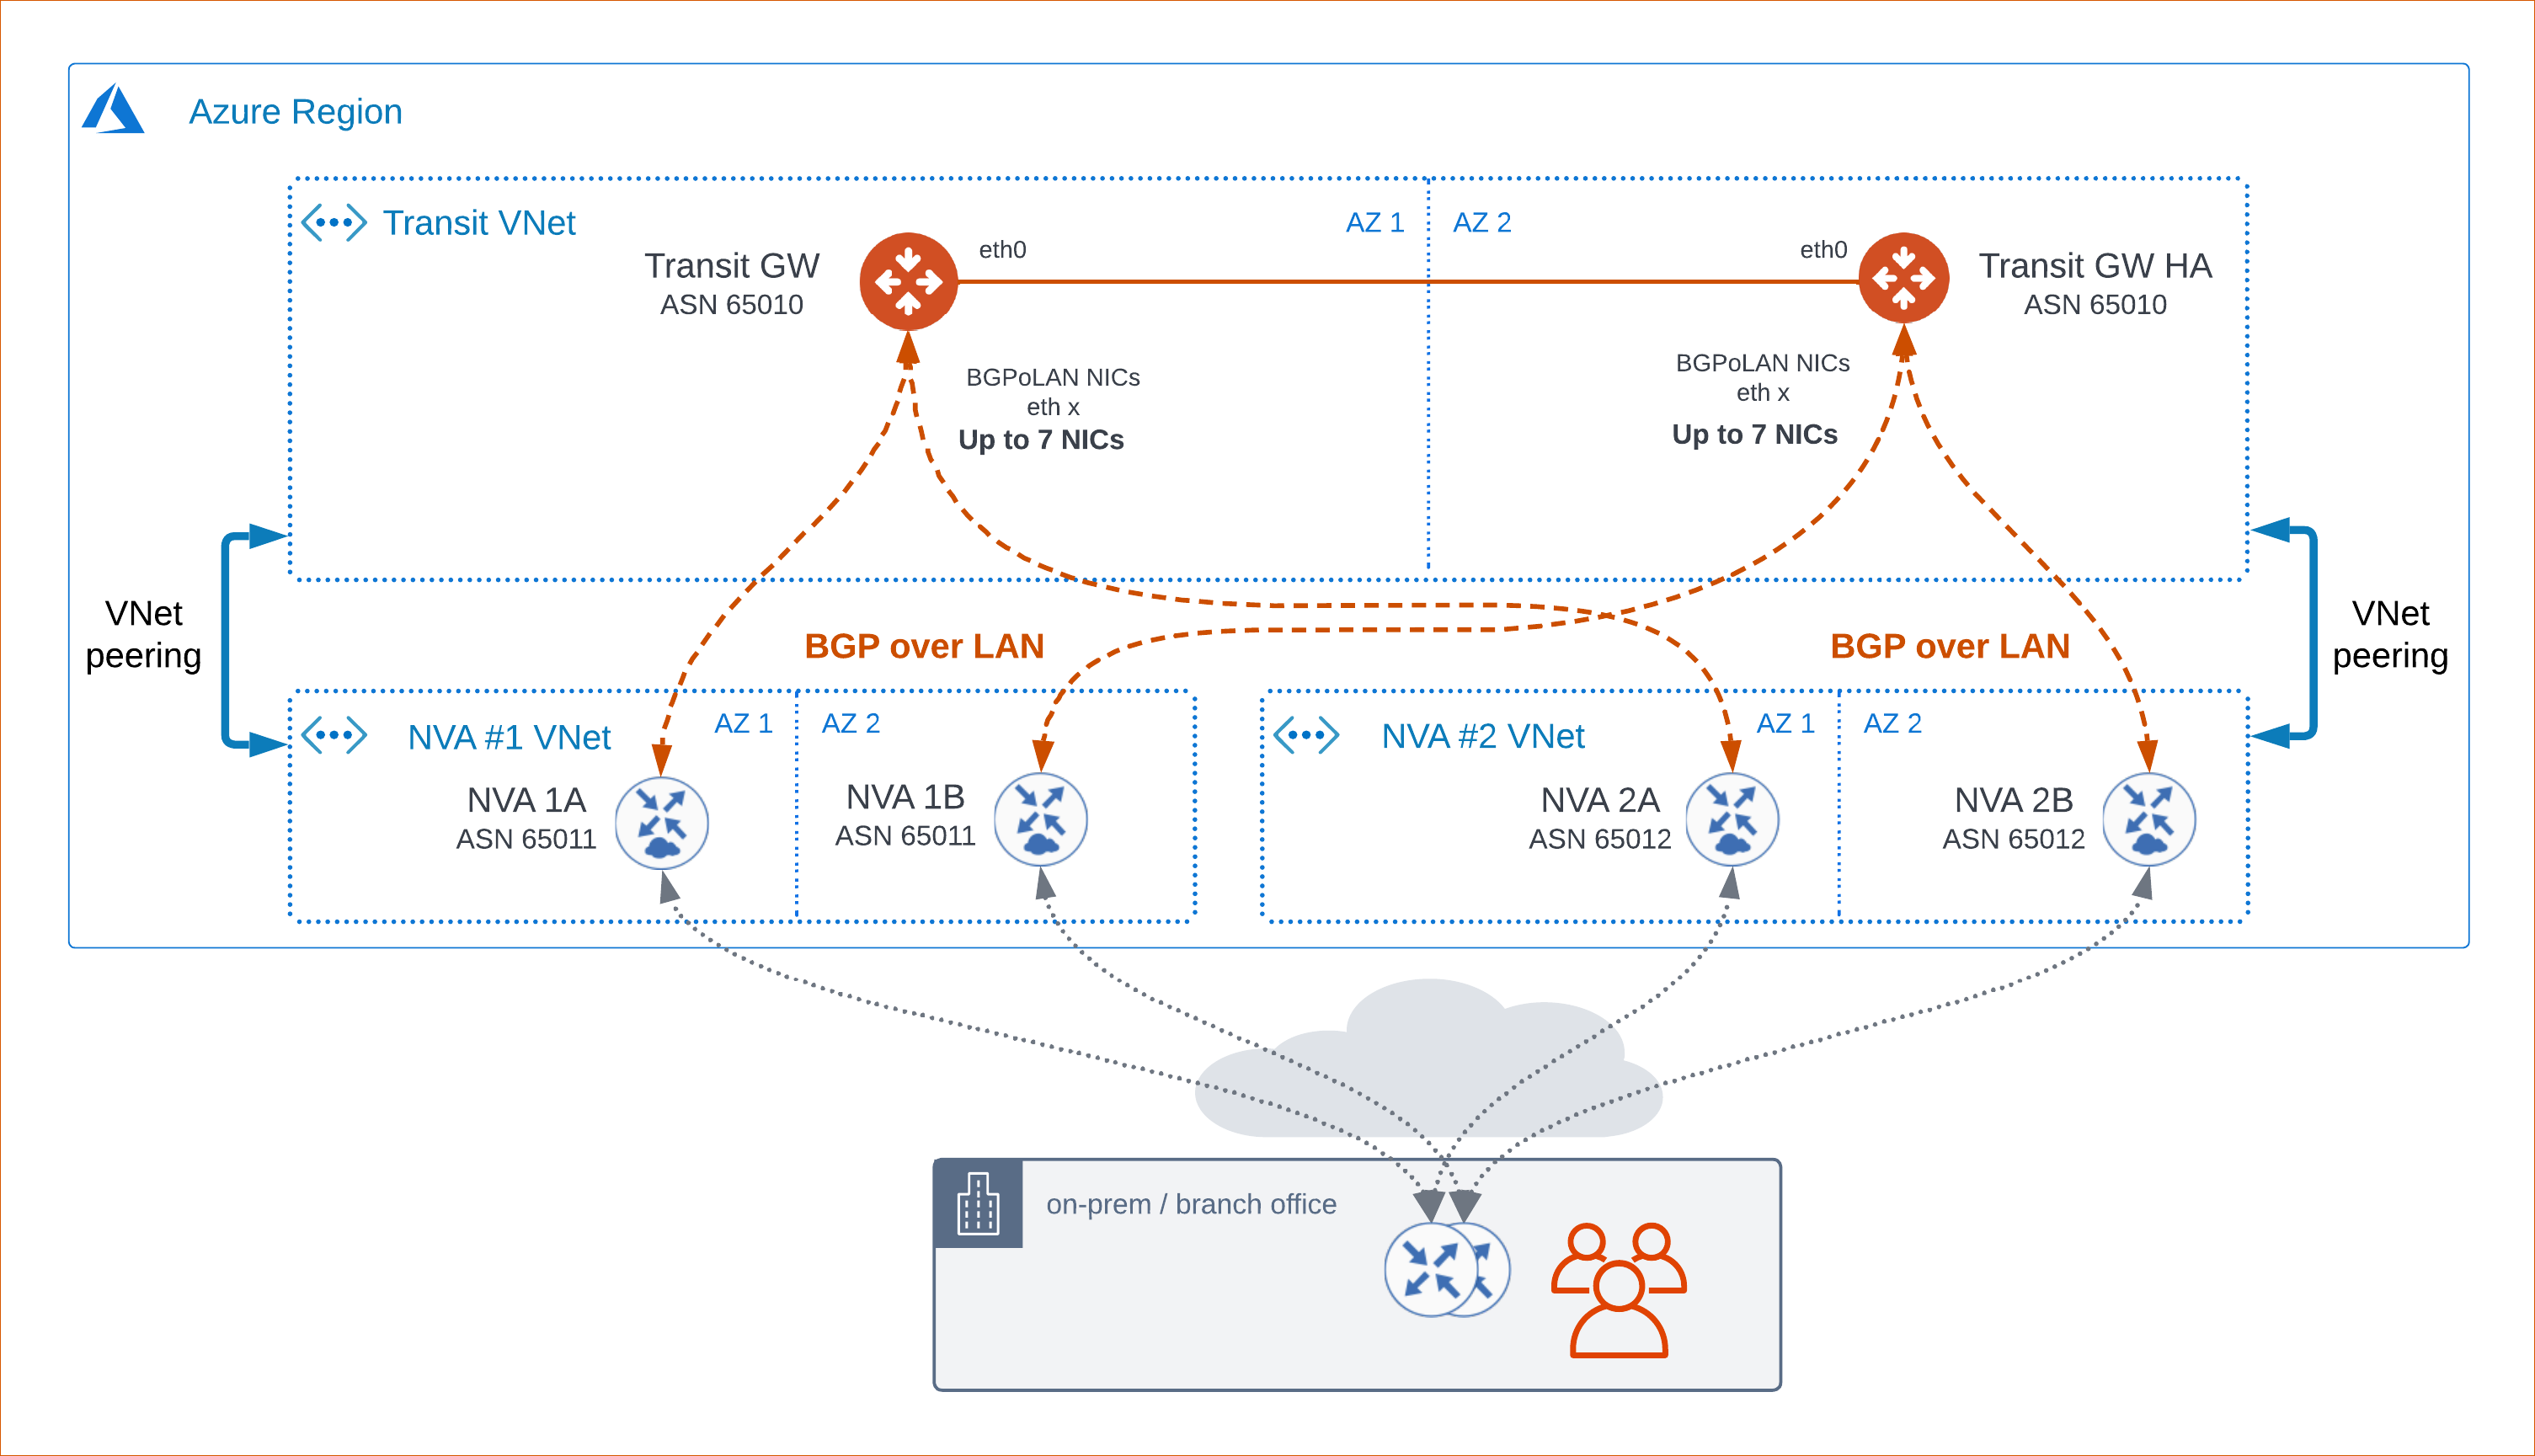 Azure Region
Transit VNet
AZ 1
AZ 2
Transit GW
ASN 65010
eth0
eth0
Transit GW HA
ASN 65010
BGPoLAN NICs
eth x
Up to 7 NICs
BGPoLAN NICs
eth x
Up to 7 NICs
VNet
peering
BGP over LAN
BGP over LAN
VNet
peering
NVA #1 VNet
AZ 1
AZ 2
NVA 1A
ASN 65011
NVA 1B
ASN 65011
NVA #2 VNet
AZ 1
AZ 2
NVA 2A
ASN 65012
NVA 2B
ASN 65012
on-prem / branch office